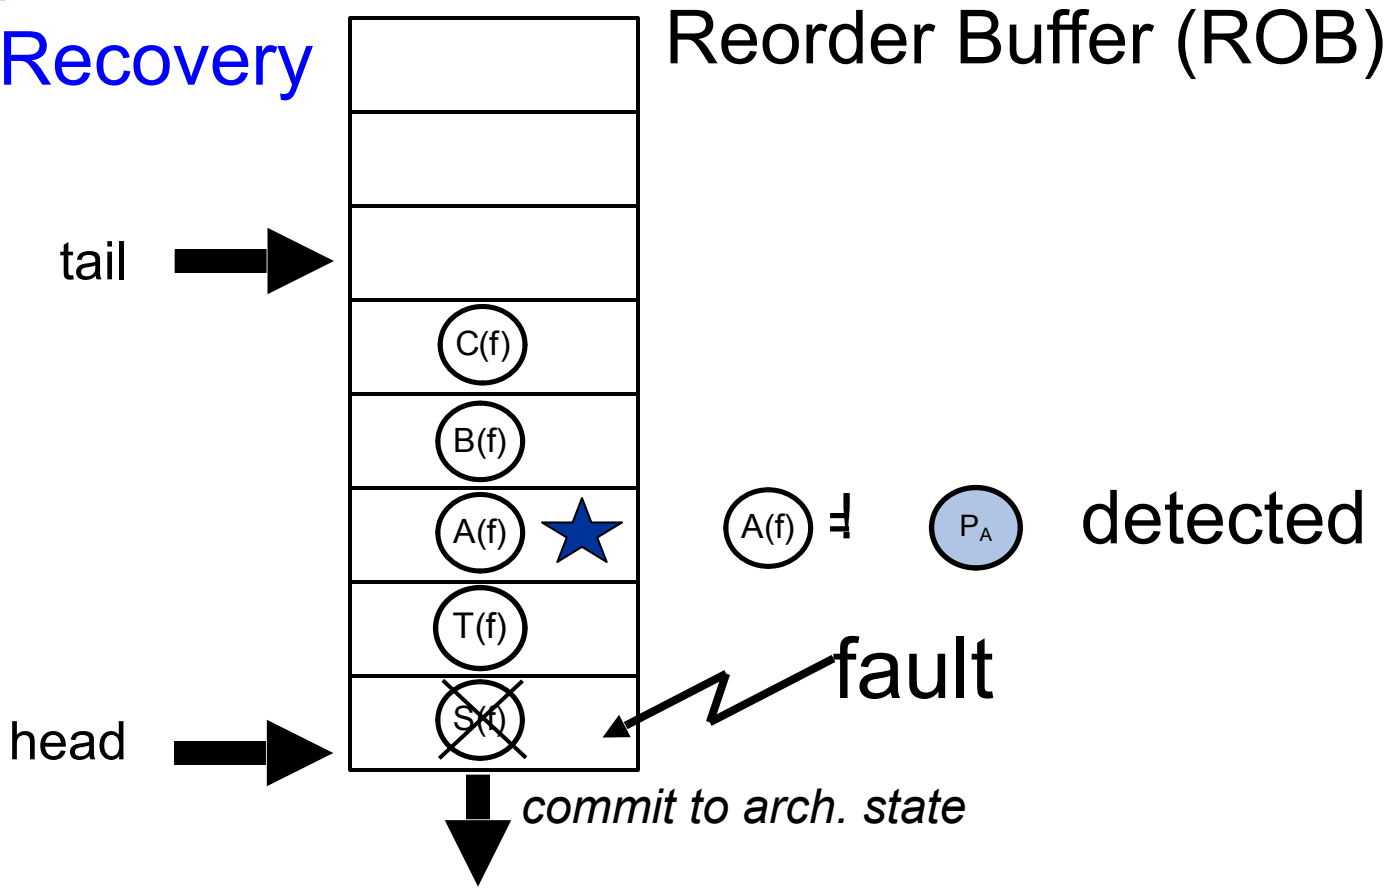 Recovery
Reorder Buffer (ROB)
tail
C(f)
B(f)
A(f)
A(f) ≠ PA detected
T(f)
fault
S(f)
head
commit to arch. state